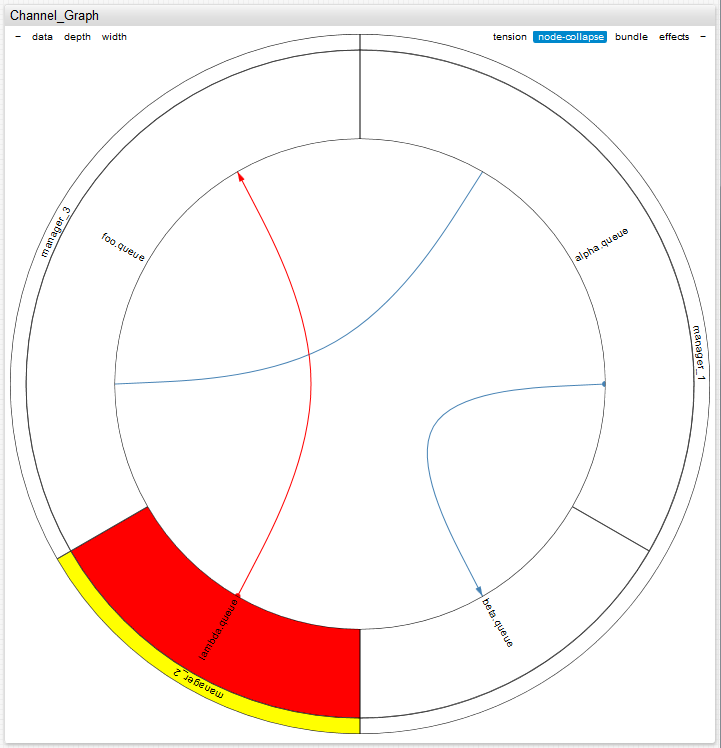 Channel_Graph
– data depth width tension node-collapse bundle effects –
manager_3
foo.queue
alpha.queue
manager_1
lambda.queue
beta.queue
manager_2